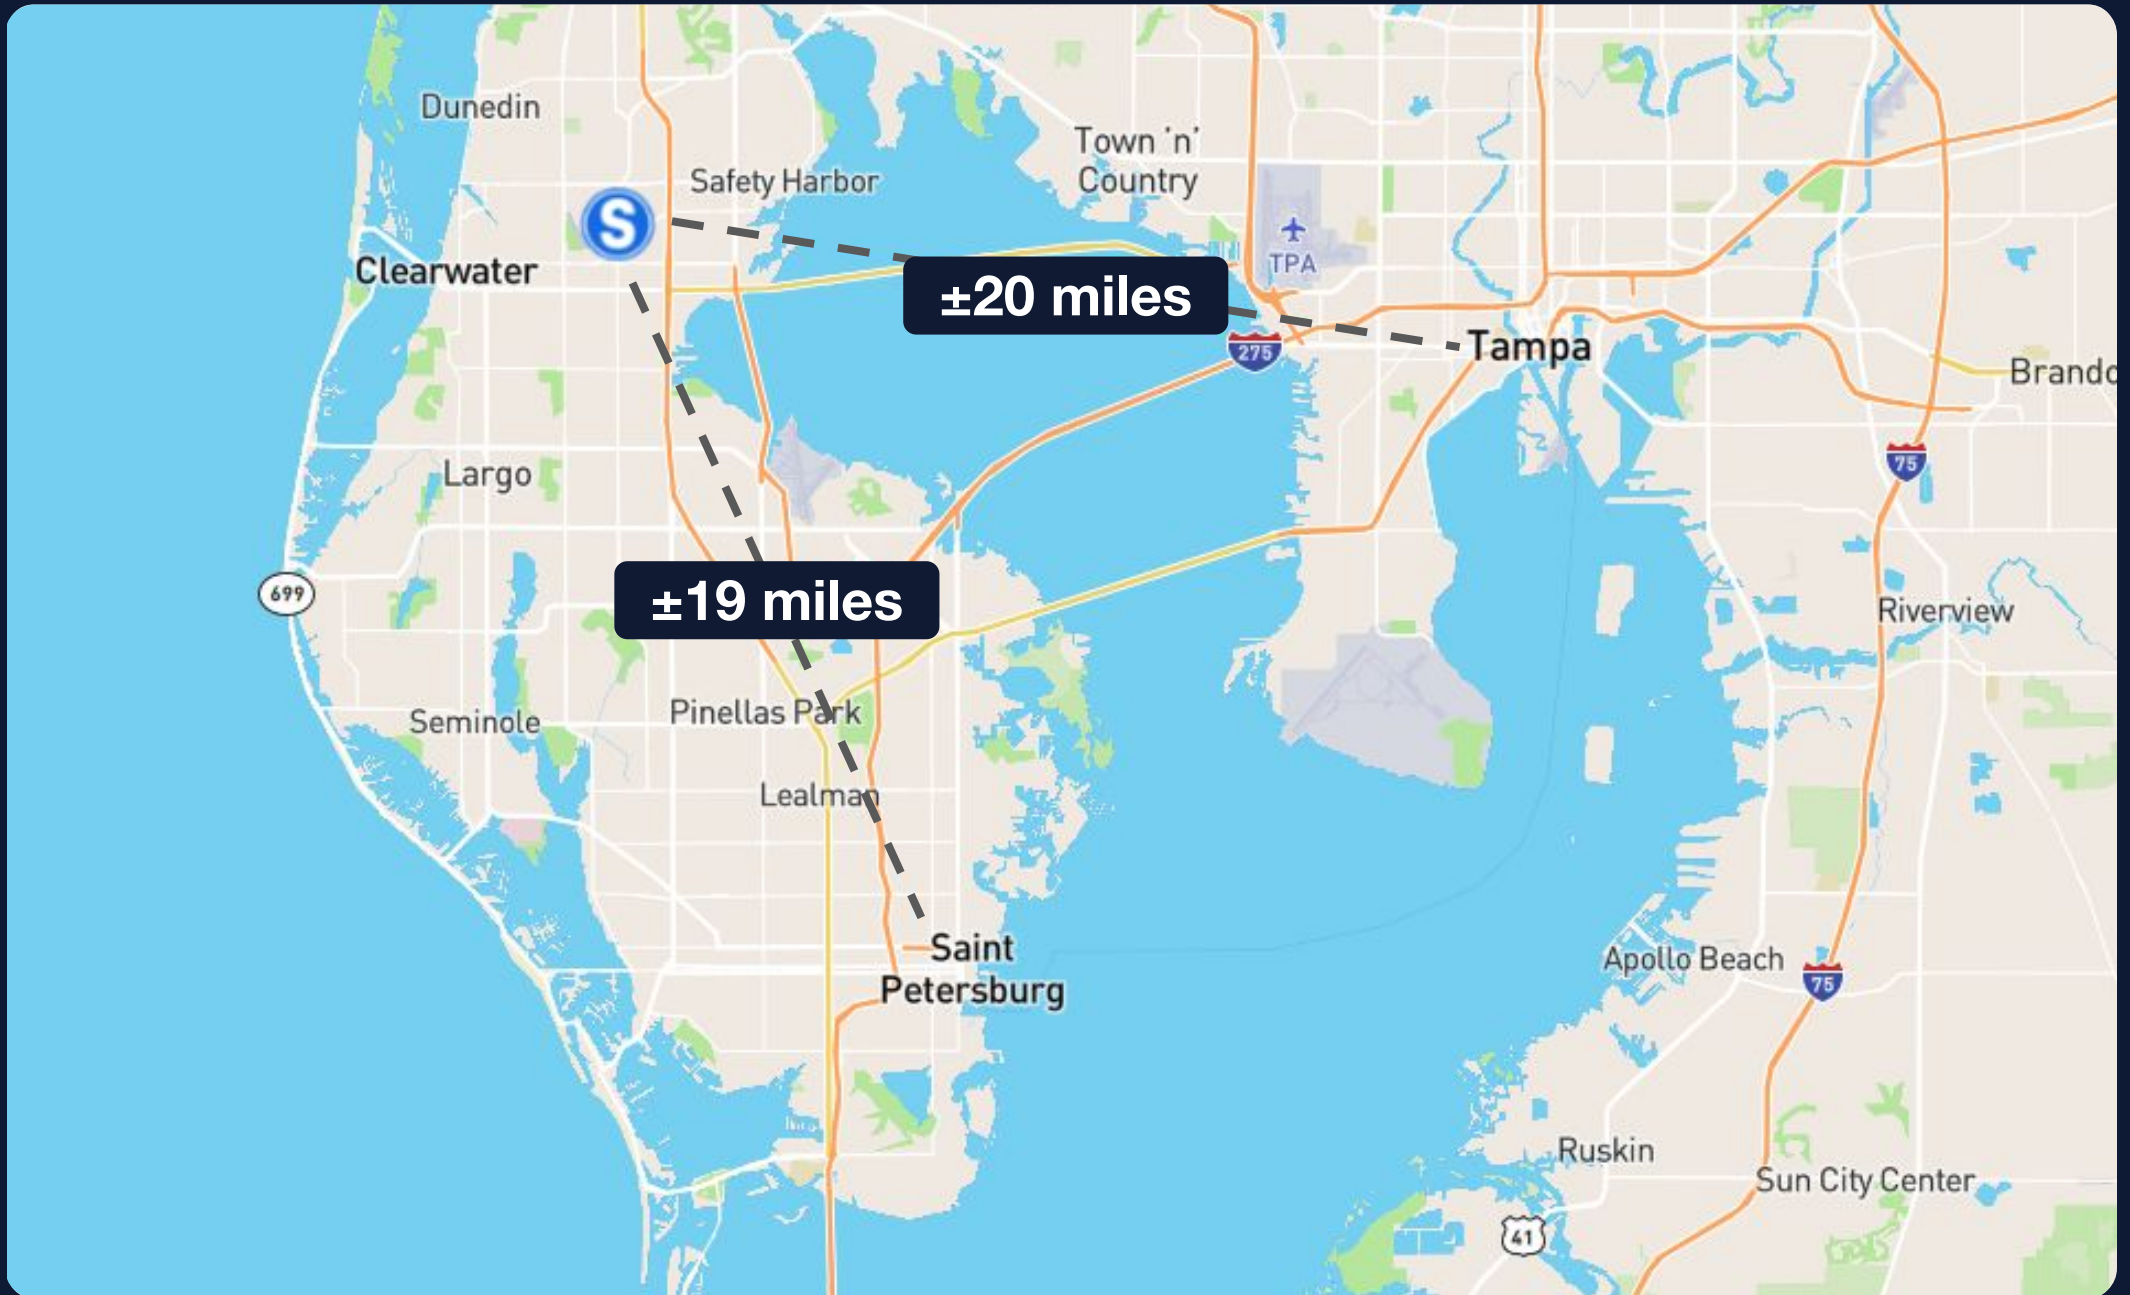 Dunedin
Town 'n'
Country
Safety Harbor
S
TPA
Clearwater
±20 miles
275
Tampa
Brando
75
Largo
±19 miles
699
Riverview
Pinellas Park
Seminole
Lealman
Saint
Petersburg
Apollo Beach
75
Ruskin
Sun City Center
41